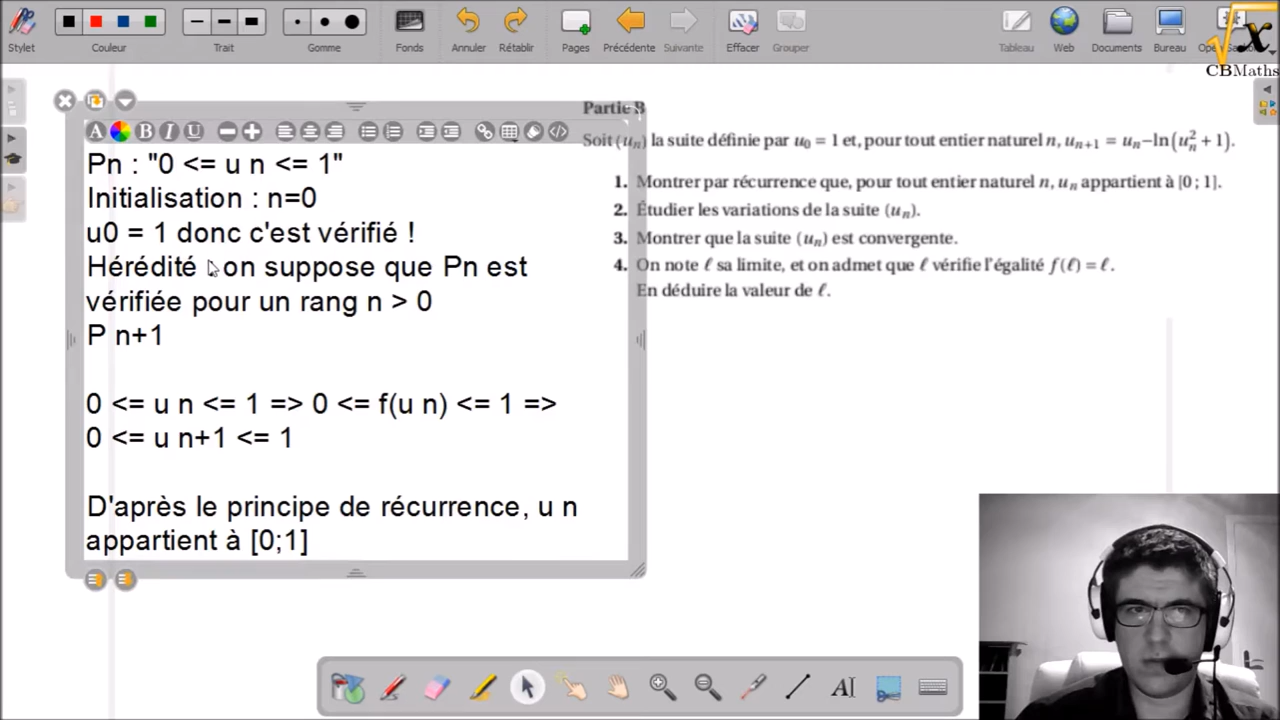 Stylet
Couleur
Trait
Gomme
Fonds
Annuler
Rétablir
Pages
Précédente
Suivante
Effacer
Grouper
Tableau
Web
Documents
Bureau
CBMaths
Pn : "0 <= u n <= 1"
Initialisation : n=0
u0 = 1 donc c'est vérifié !
Hérédité on suppose que Pn est
vérifiée pour un rang n > 0
P n+1
0 <= u n <= 1 => 0 <= f(u n) <= 1 =>
0 <= u n+1 <= 1
D'après le principe de récurrence, u n
appartient à [0;1]
Partie B
Soit (uₙ) la suite définie par u₀ = 1 et, pour tout entier naturel n, uₙ₊₁ = uₙ−ln(uₙ² + 1).
1. Montrer par récurrence que, pour tout entier naturel n, uₙ appartient à [0 ; 1].
2. Étudier les variations de la suite (uₙ).
3. Montrer que la suite (uₙ) est convergente.
4. On note ℓ sa limite, et on admet que ℓ vérifie l'égalité f(ℓ) = ℓ.
En déduire la valeur de ℓ.